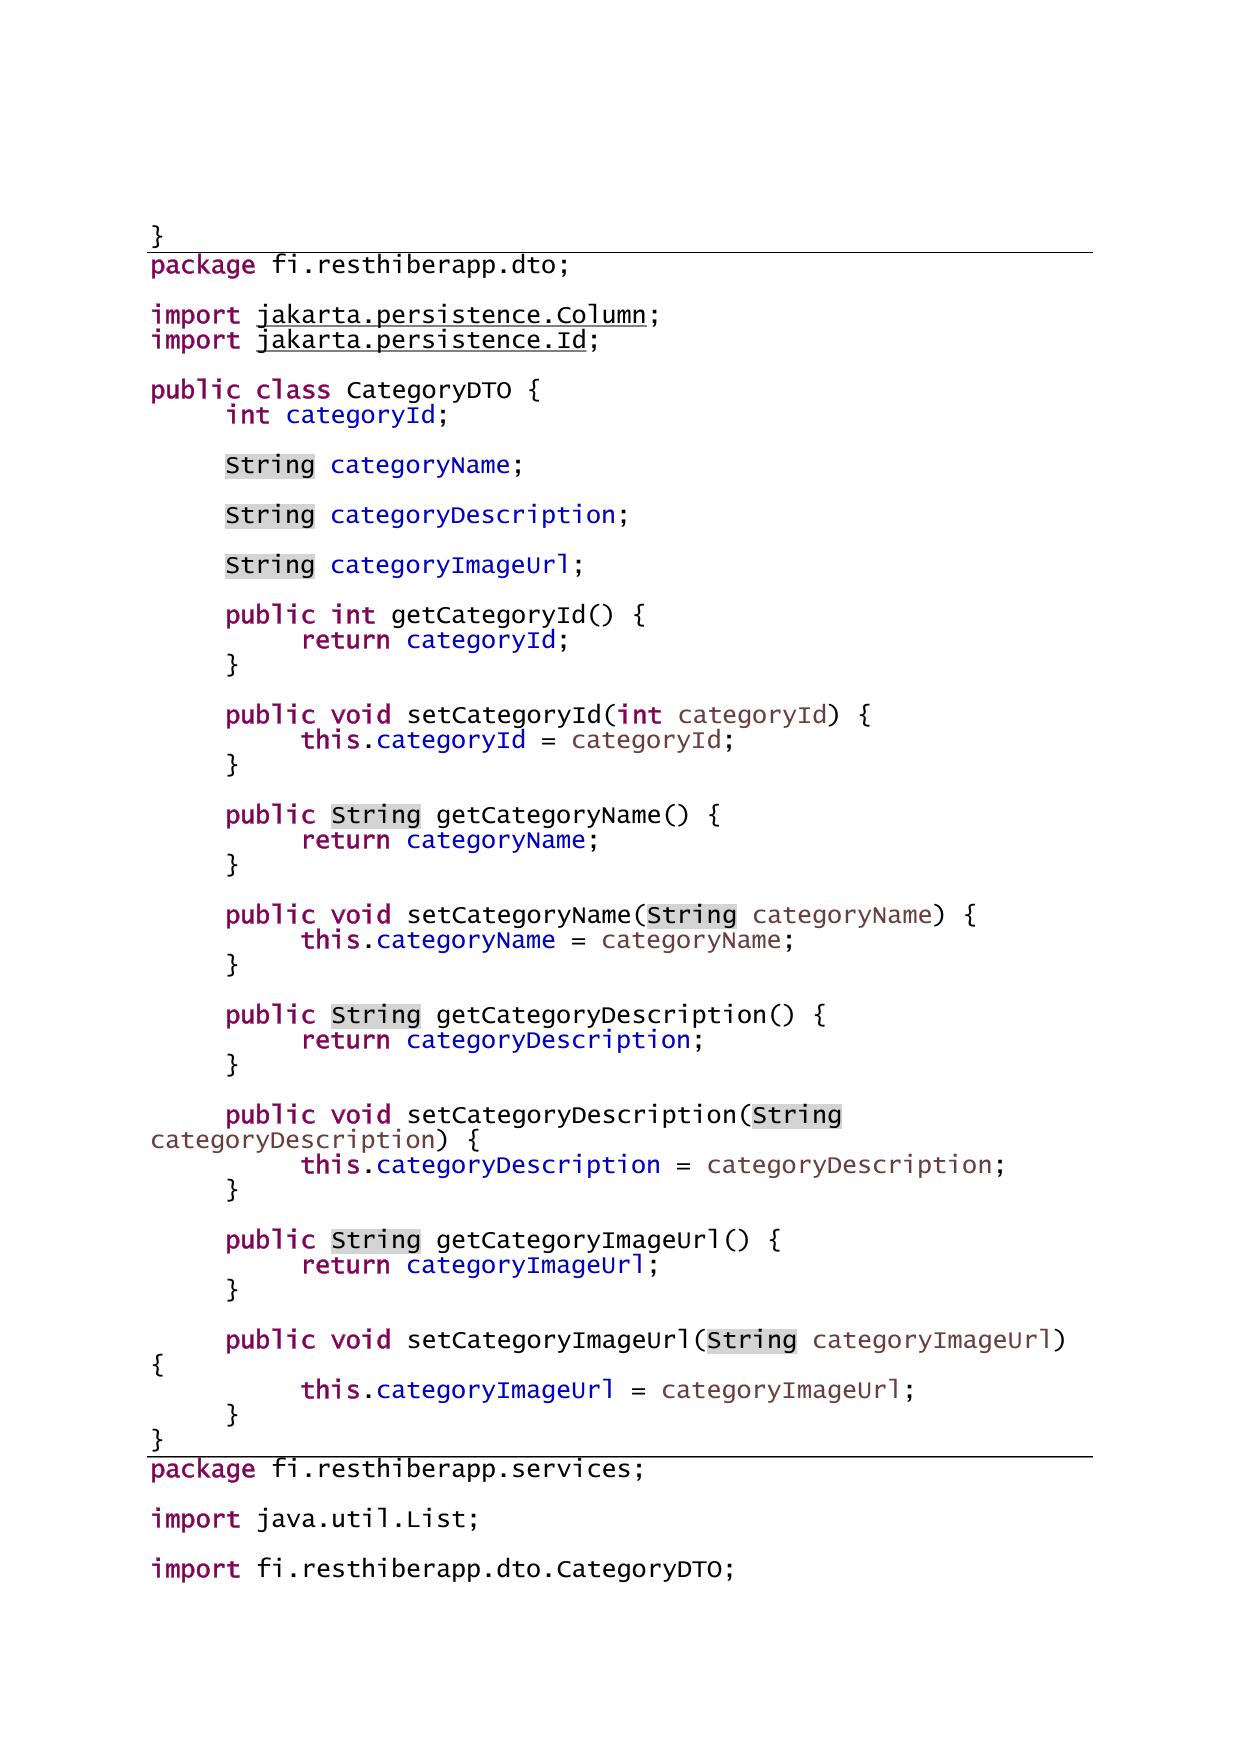 }
package fi.resthiberapp.dto;
import jakarta.persistence.Column;
import jakarta.persistence.Id;
public class CategoryDTO {
int categoryId;
String categoryName;
String categoryDescription;
String categoryImageUrl;
public int getCategoryId() {
return categoryId;
}
public void setCategoryId(int categoryId) {
this.categoryId = categoryId;
}
public String getCategoryName() {
return categoryName;
}
public void setCategoryName(String categoryName) {
this.categoryName = categoryName;
}
public String getCategoryDescription() {
return categoryDescription;
}
public void setCategoryDescription(String
categoryDescription) {
this.categoryDescription = categoryDescription;
}
public String getCategoryImageUrl() {
return categoryImageUrl;
}
public void setCategoryImageUrl(String categoryImageUrl)
{
this.categoryImageUrl = categoryImageUrl;
}
}
package fi.resthiberapp.services;
import java.util.List;
import fi.resthiberapp.dto.CategoryDTO;